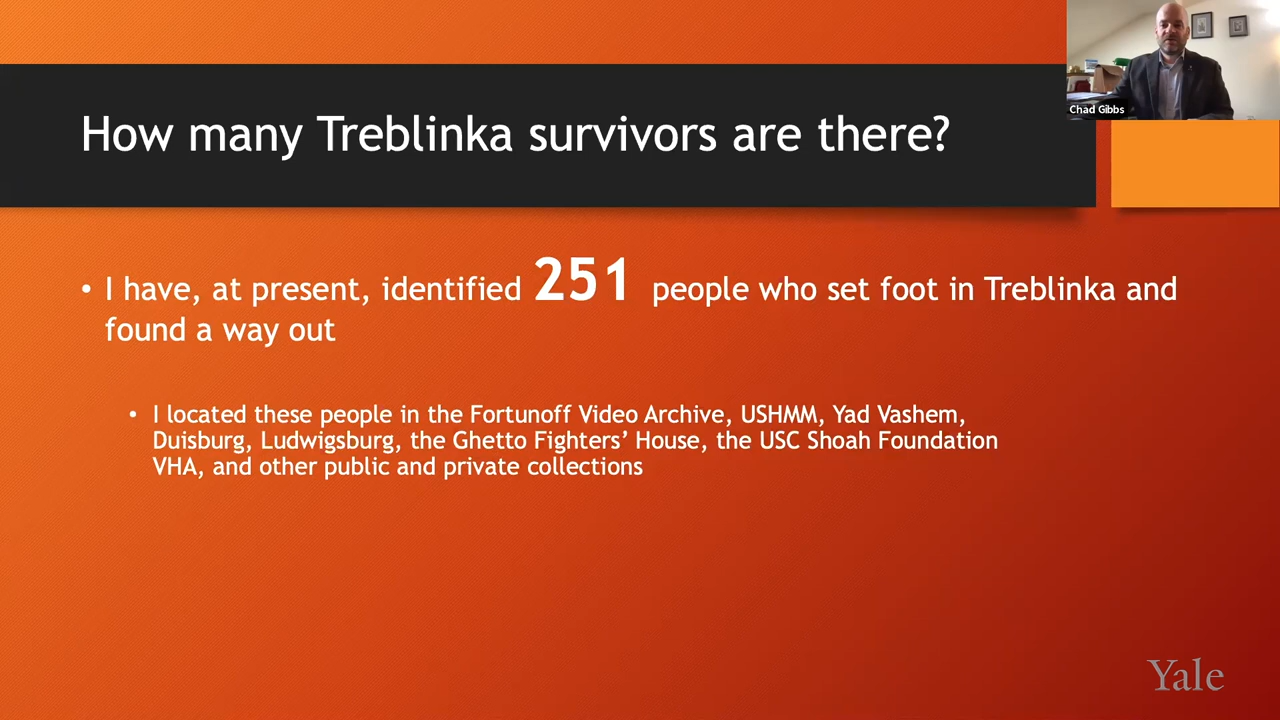 Chad Gibbs
How many Treblinka survivors are there?
• I have, at present, identified 251 people who set foot in Treblinka and
found a way out
• I located these people in the Fortunoff Video Archive, USHMM, Yad Vashem,
Duisburg, Ludwigsburg, the Ghetto Fighters’ House, the USC Shoah Foundation
VHA, and other public and private collections
Yale